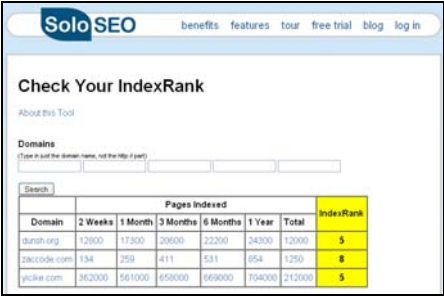 Solo SEO benefits features tour free trial blog log in
Check Your IndexRank
About this Tool
Domains
(Type in just the domain name, not the http:// part)
Search
Pages Indexed IndexRank
Domain 2 Weeks 1 Month 3 Months 6 Months 1 Year Total
dunsh.org 12800 17300 20600 22200 24300 12000 5
zaccode.com 134 259 411 531 854 1250 8
yicike.com 362000 561000 658000 669000 704000 212000 5